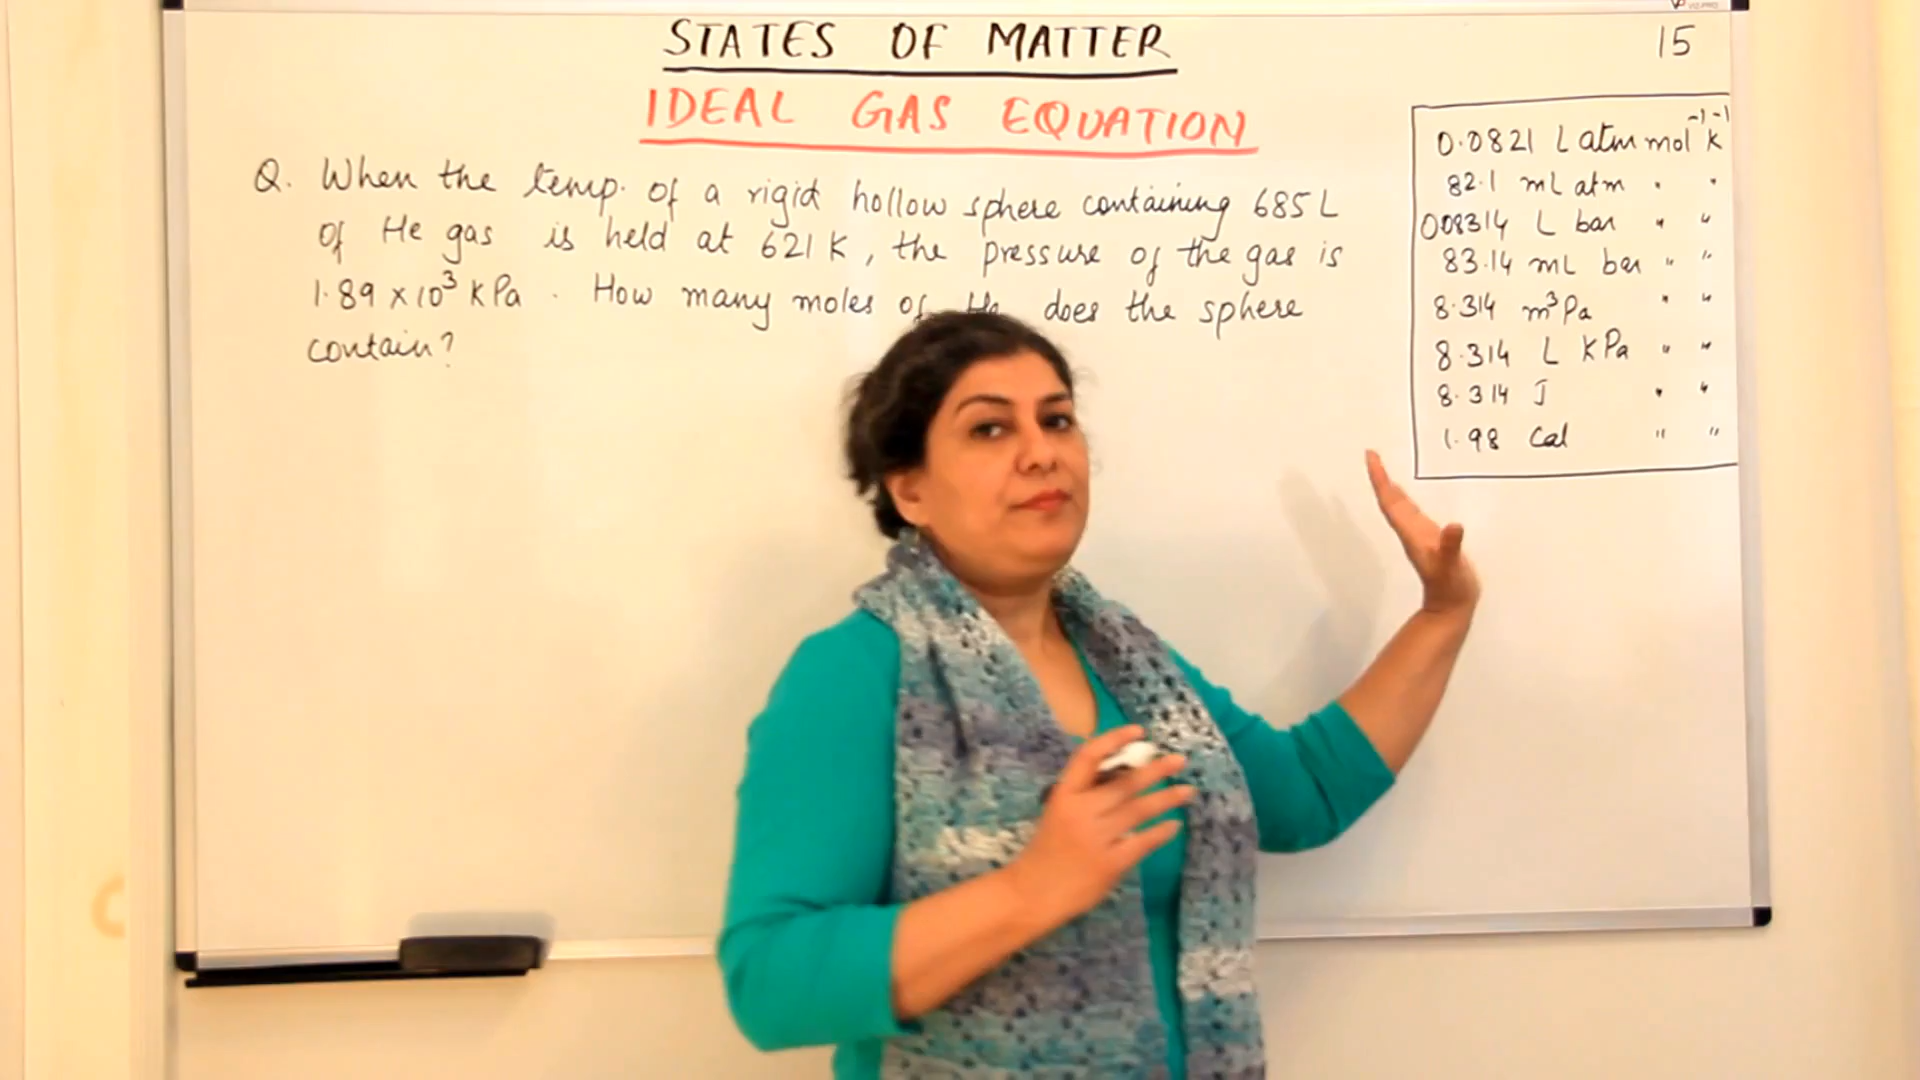 STATES OF MATTER
15
IDEAL GAS EQUATION
Q. When the temp. of a rigid hollow sphere containing 685 L
of He gas is held at 621 K, the pressure of the gas is
1.89 x 10³ KPa. How many moles of He does the sphere
contain?
0.0821 L atm mol⁻¹ K⁻¹
82.1 mL atm " "
0.08314 L bar " "
83.14 mL bar " "
8.314 m³Pa " "
8.314 L KPa " "
8.314 J " "
1.98 Cal " "